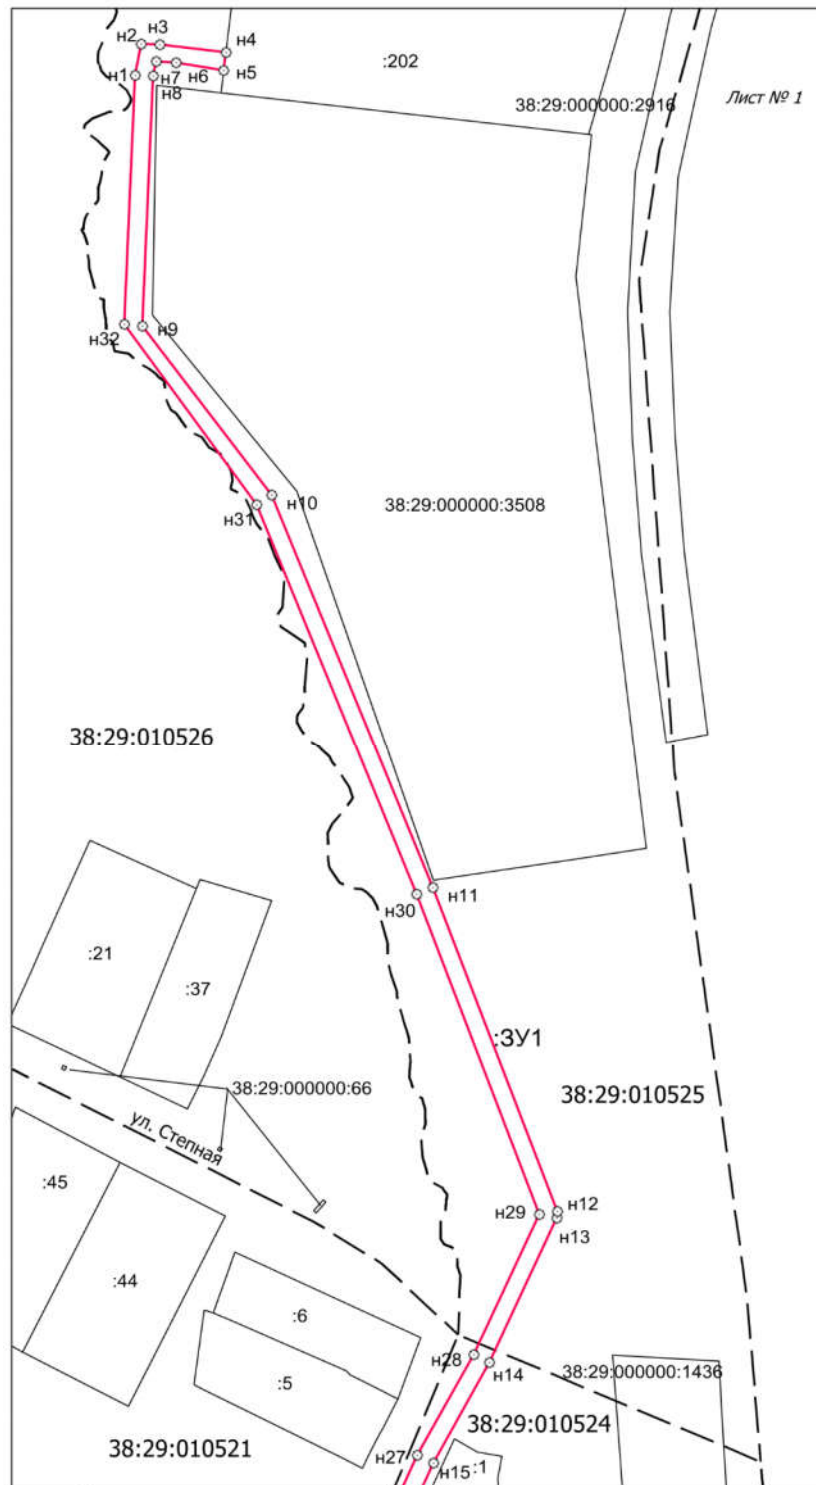 н2
н3
н4
:202
н1
н7
н6
н5
н8
38:29:000000:2916
Лист № 1
н32
н9
н10
н31
38:29:000000:3508
38:29:010526
н30
н11
:21
:37
:ЗУ1
38:29:000000:66
38:29:010525
ул. Степная
:45
н29
н12
н13
:44
:6
н28
н14
38:29:000000:1436
:5
38:29:010524
38:29:010521
н27
н15
:1